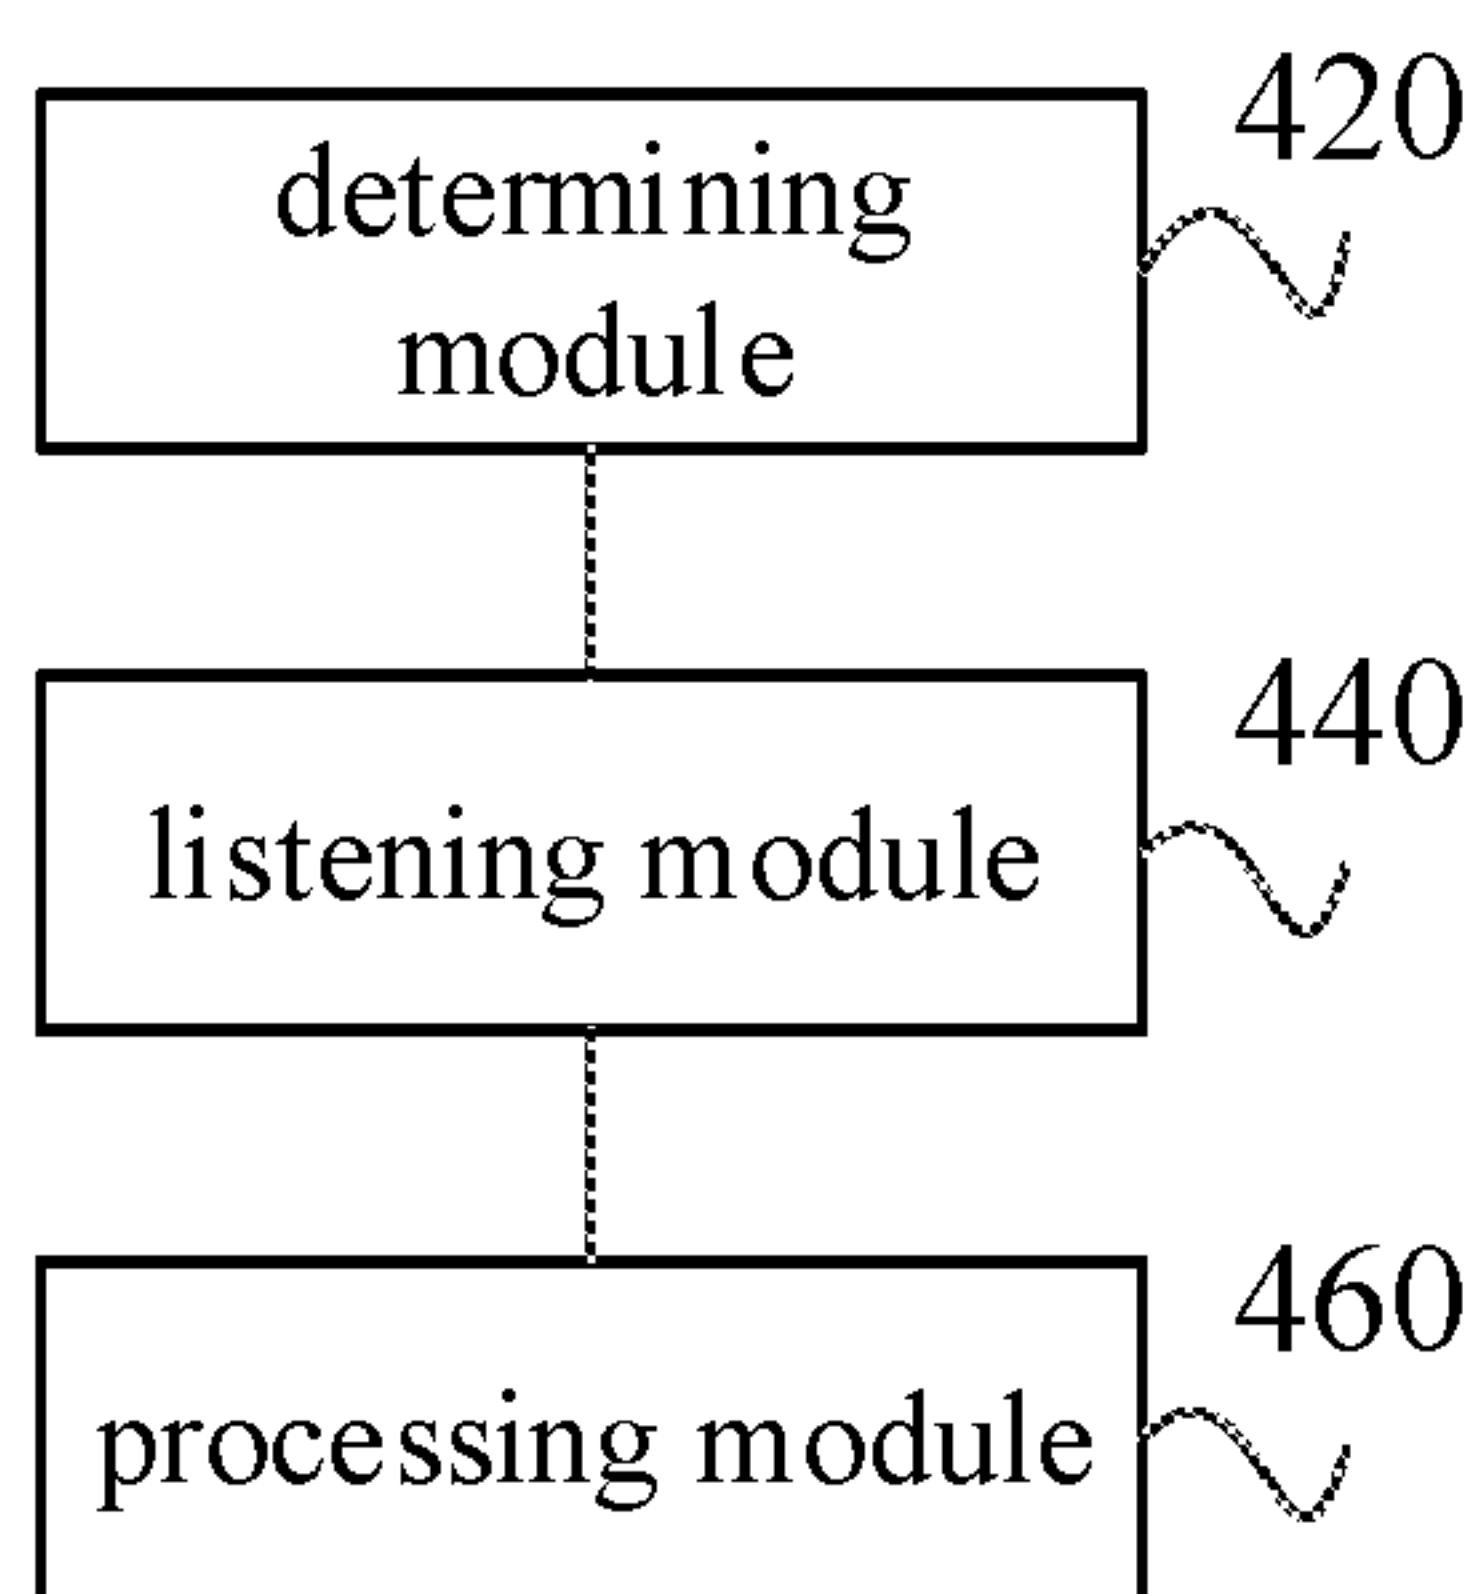 420
determining
module
440
listening module
460
processing module